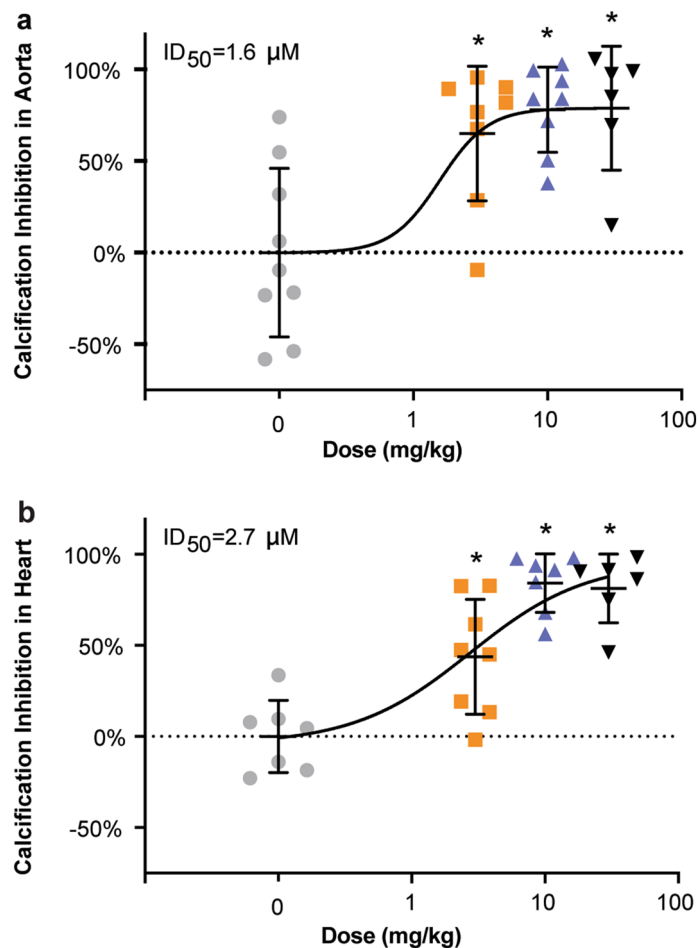 a
ID50=1.6 µM
* * *
Calcification Inhibition in Aorta
100%
50%
0%
-50%
0 1 10 100
Dose (mg/kg)
b
ID50=2.7 µM
* * *
Calcification Inhibition in Heart
100%
50%
0%
-50%
0 1 10 100
Dose (mg/kg)